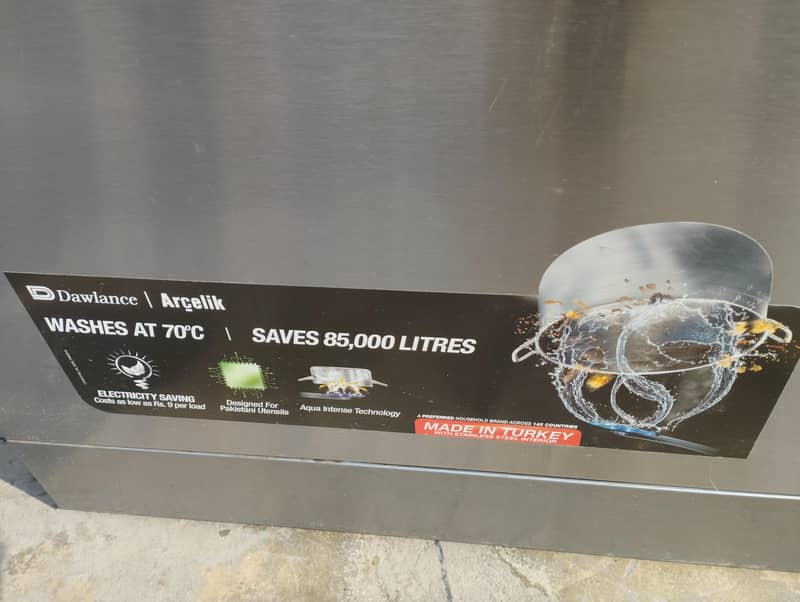 Dawlance | Arçelik
WASHES AT 70°C | SAVES 85,000 LITRES
ELECTRICITY SAVING
Costs as low as Rs. 9 per load
Designed For
Pakistani Utensils
Aqua Intense Technology
A PREFERRED HOUSEHOLD BRAND ACROSS 145 COUNTRIES
MADE IN TURKEY
WITH STAINLESS STEEL INTERIOR